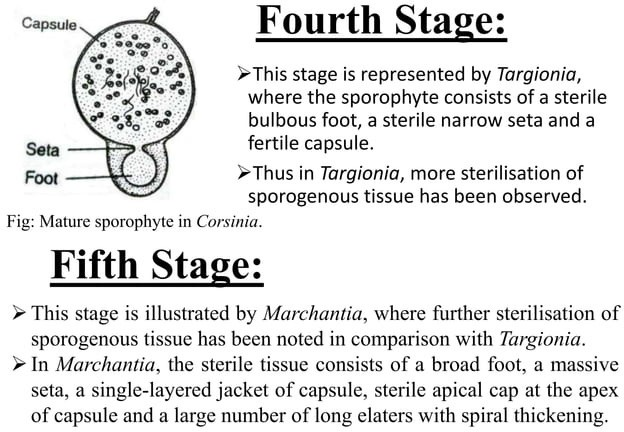 Capsule
Seta
Foot
Fig: Mature sporophyte in Corsinia.
Fourth Stage:
➢This stage is represented by Targionia,
where the sporophyte consists of a sterile
bulbous foot, a sterile narrow seta and a
fertile capsule.
➢Thus in Targionia, more sterilisation of
sporogenous tissue has been observed.
Fifth Stage:
➢This stage is illustrated by Marchantia, where further sterilisation of
sporogenous tissue has been noted in comparison with Targionia.
➢In Marchantia, the sterile tissue consists of a broad foot, a massive
seta, a single-layered jacket of capsule, sterile apical cap at the apex
of capsule and a large number of long elaters with spiral thickening.